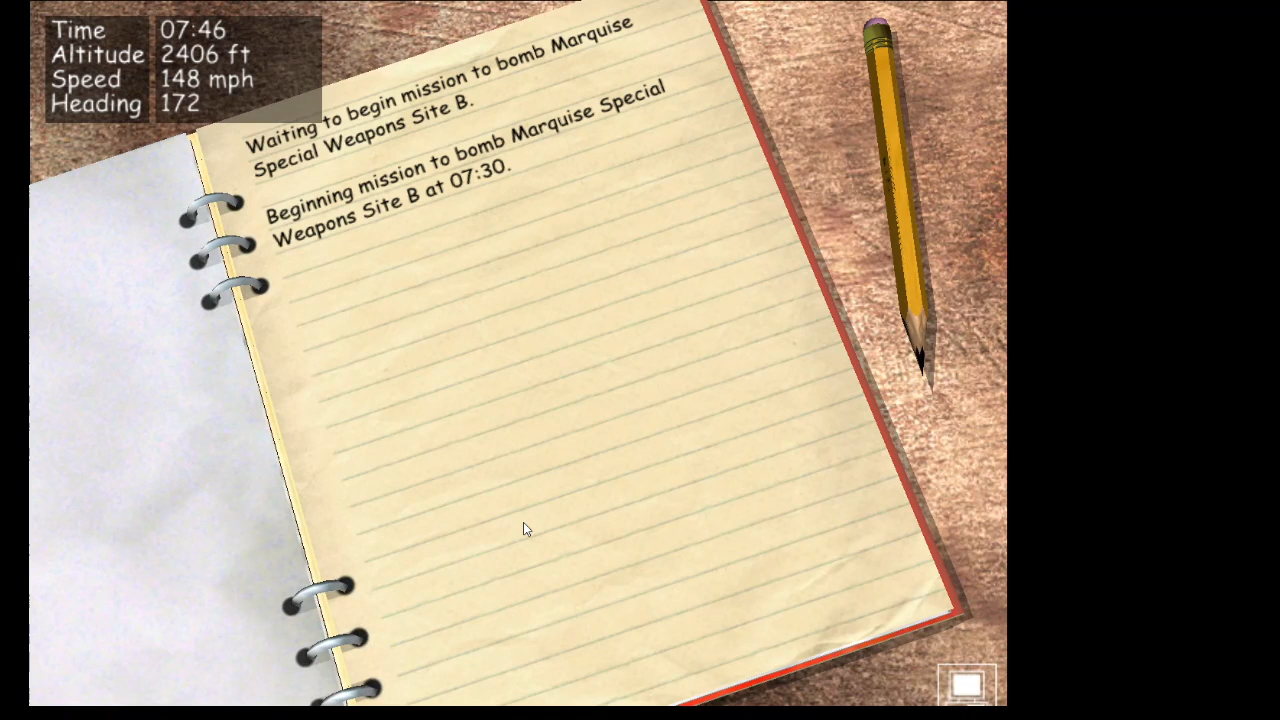 Time 07:46
Altitude 2406 ft
Speed 148 mph
Heading 172
Waiting to begin mission to bomb Marquise
Special Weapons Site B.
Beginning mission to bomb Marquise Special
Weapons Site B at 07:30.